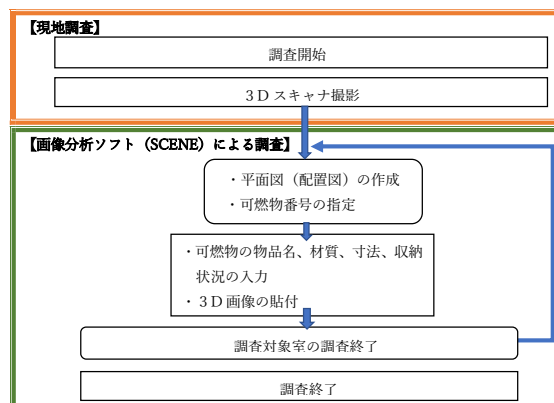 【現地調査】
調査開始
３Ｄスキャナ撮影
【画像分析ソフト（SCENE）による調査】
・平面図（配置図）の作成
・可燃物番号の指定
・可燃物の物品名、材質、寸法、収納
状況の入力
・３Ｄ画像の貼付
調査対象室の調査終了
調査終了